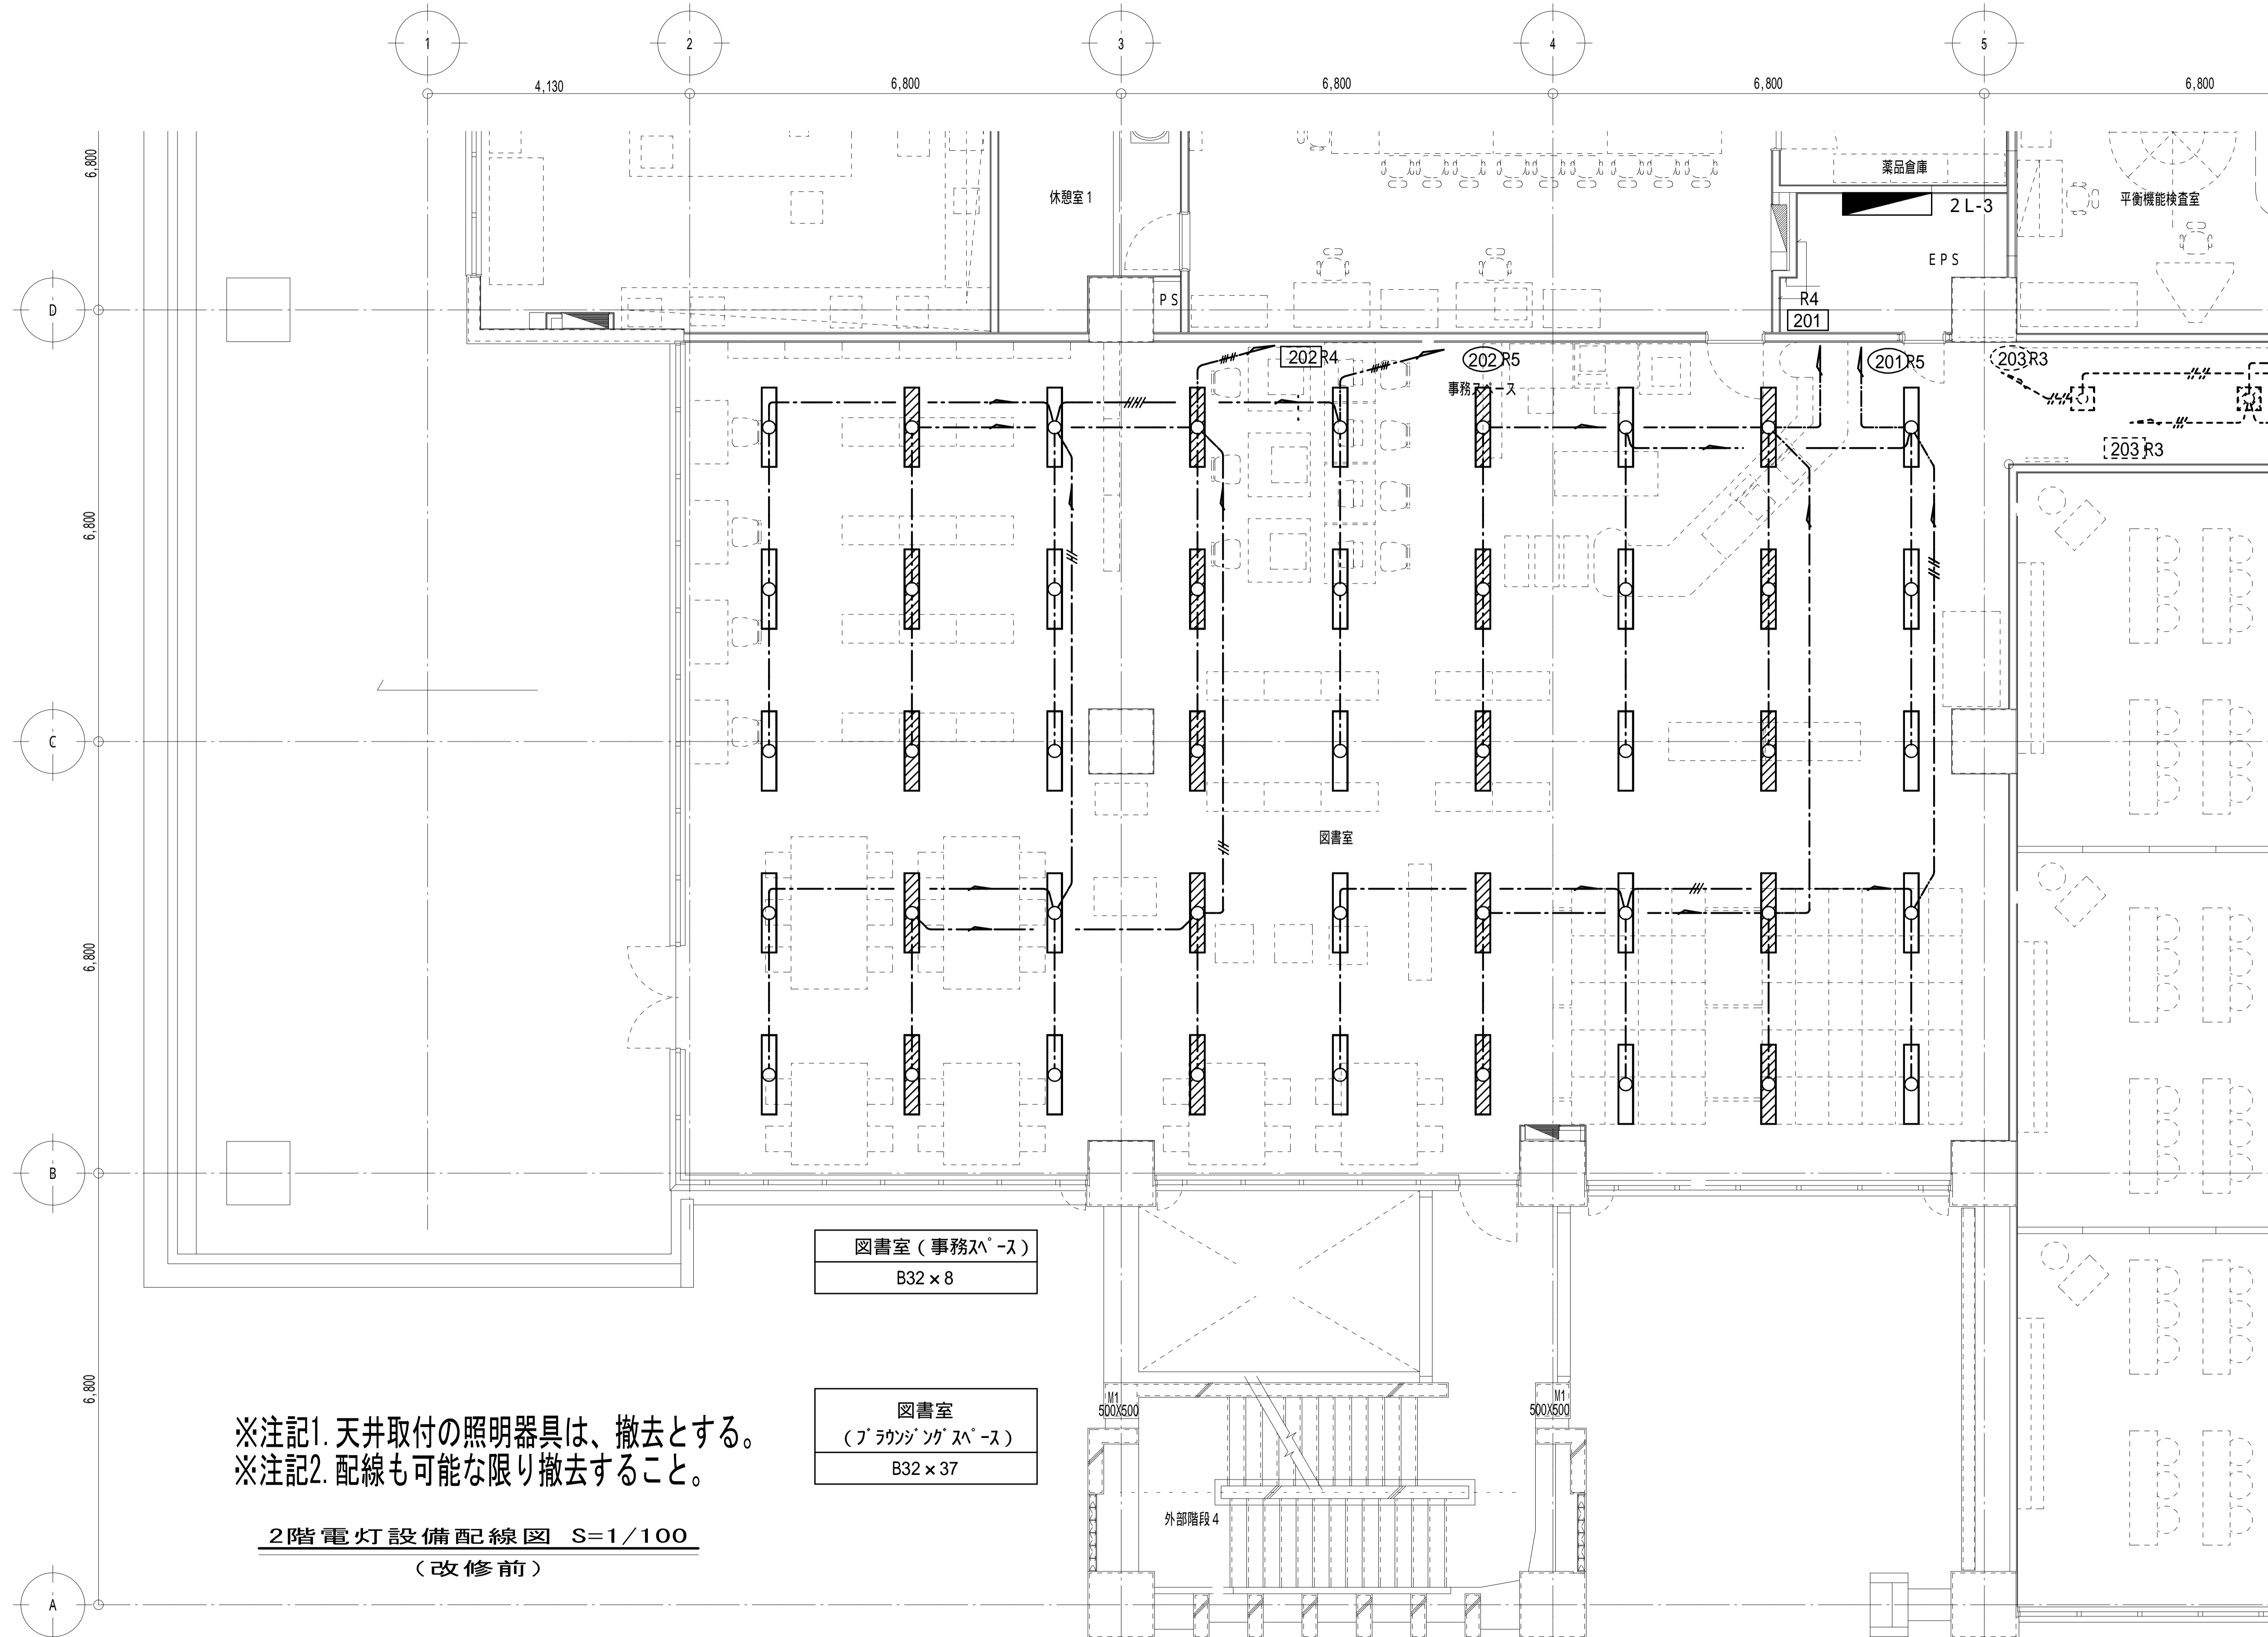 1
2
3
4
5
4,130
6,800
6,800
6,800
6,800
6,800
薬品倉庫
休憩室1
2L-3
平衡機能検査室
EPS
D
PS
R4
201
202 R4
202 R5
201 R5
203 R3
事務スペース
203 R3
6,800
C
図書室
6,800
B
図書室(事務スペース)
B32×8
6,800
図書室
(ブラウジングスペース)
B32×37
M1
500X500
M1
500X500
※注記1. 天井取付の照明器具は、撤去とする。
※注記2. 配線も可能な限り撤去すること。
外部階段4
2階電灯設備配線図 S=1/100
(改修前)
A